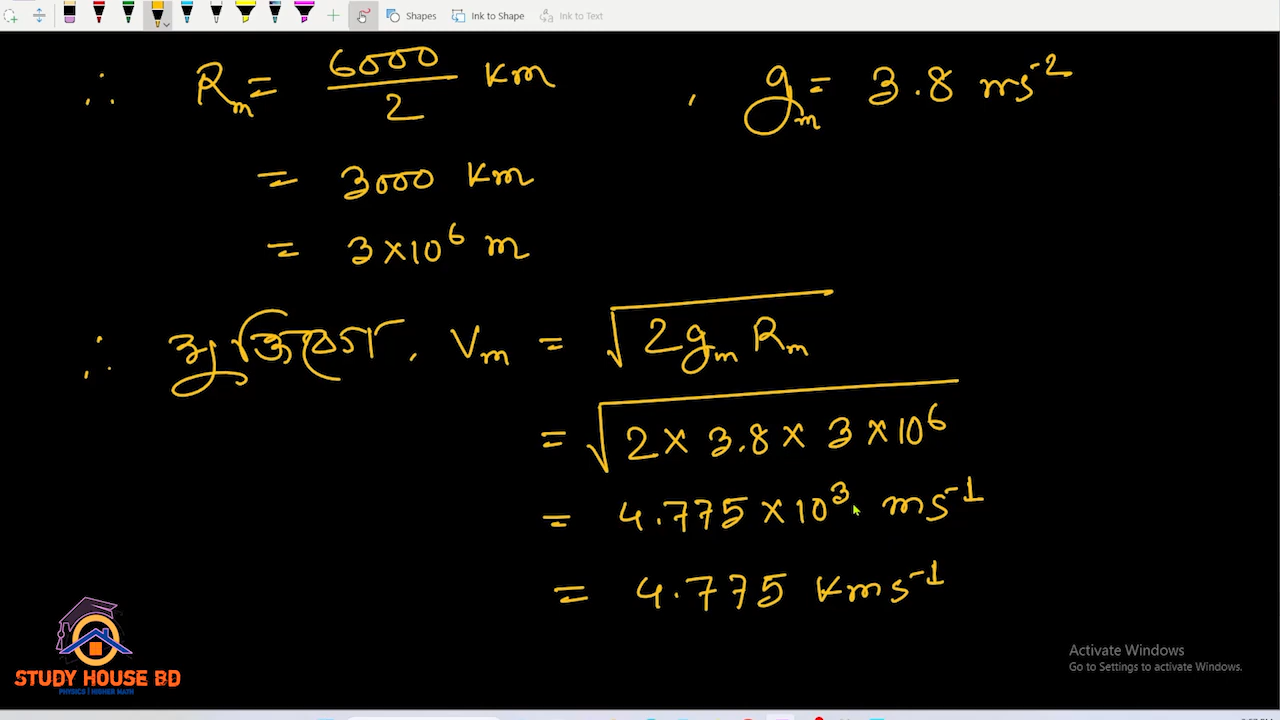 Shapes Ink to Shape Ink to Text
∴ Rm = 6000/2 Km , gm = 3.8 ms⁻²
= 3000 Km
= 3×10⁶ m
∴ মুক্তিবেগ, Vm = √(2gm Rm)
= √(2× 3.8× 3×10⁶)
= 4.775×10³ ms⁻¹
= 4.775 Kms⁻¹
Activate Windows
Go to Settings to activate Windows.
STUDY HOUSE BD
PHYSICS | HIGHER MATH